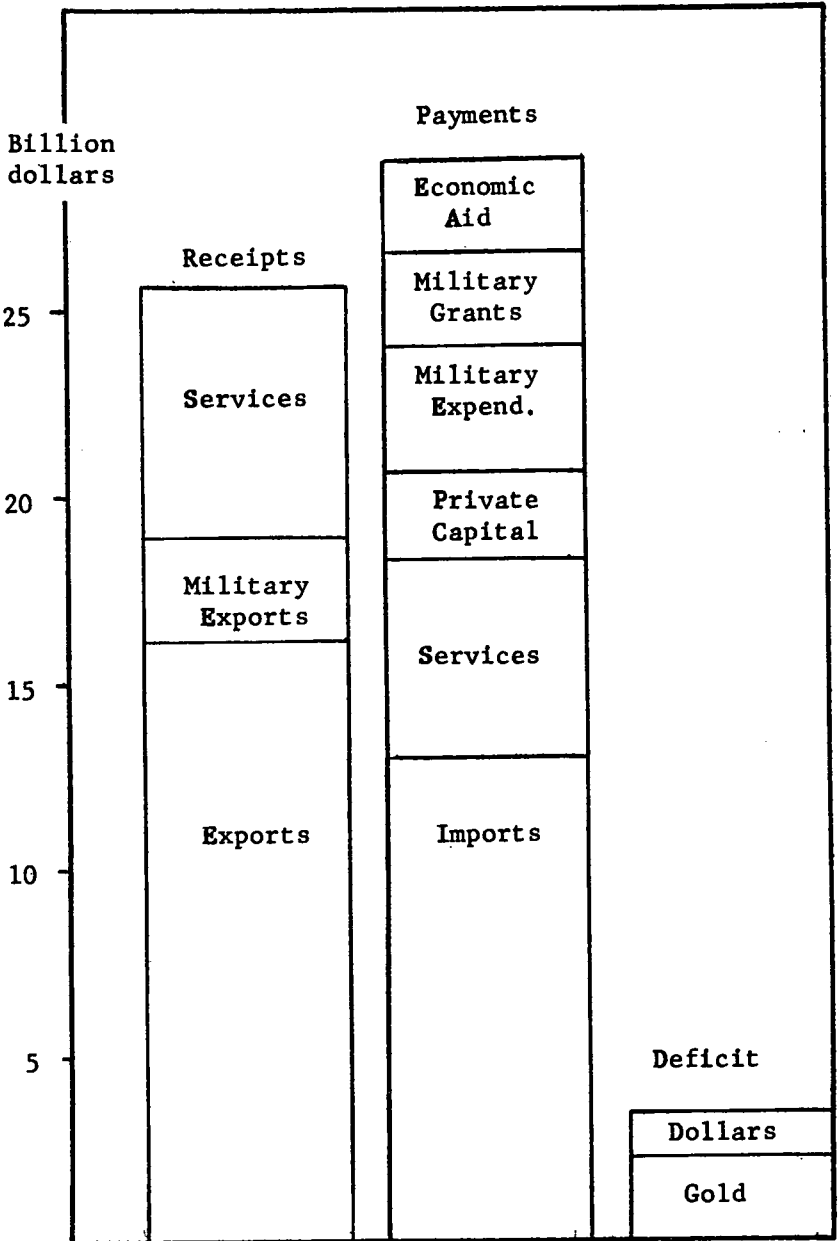 Payments
Billion
dollars
Economic
Aid
Receipts
Military
Grants
25
Military
Expend.
Services
20
Private
Capital
Military
Exports
Services
15
Exports
Imports
10
5
Deficit
Dollars
Gold